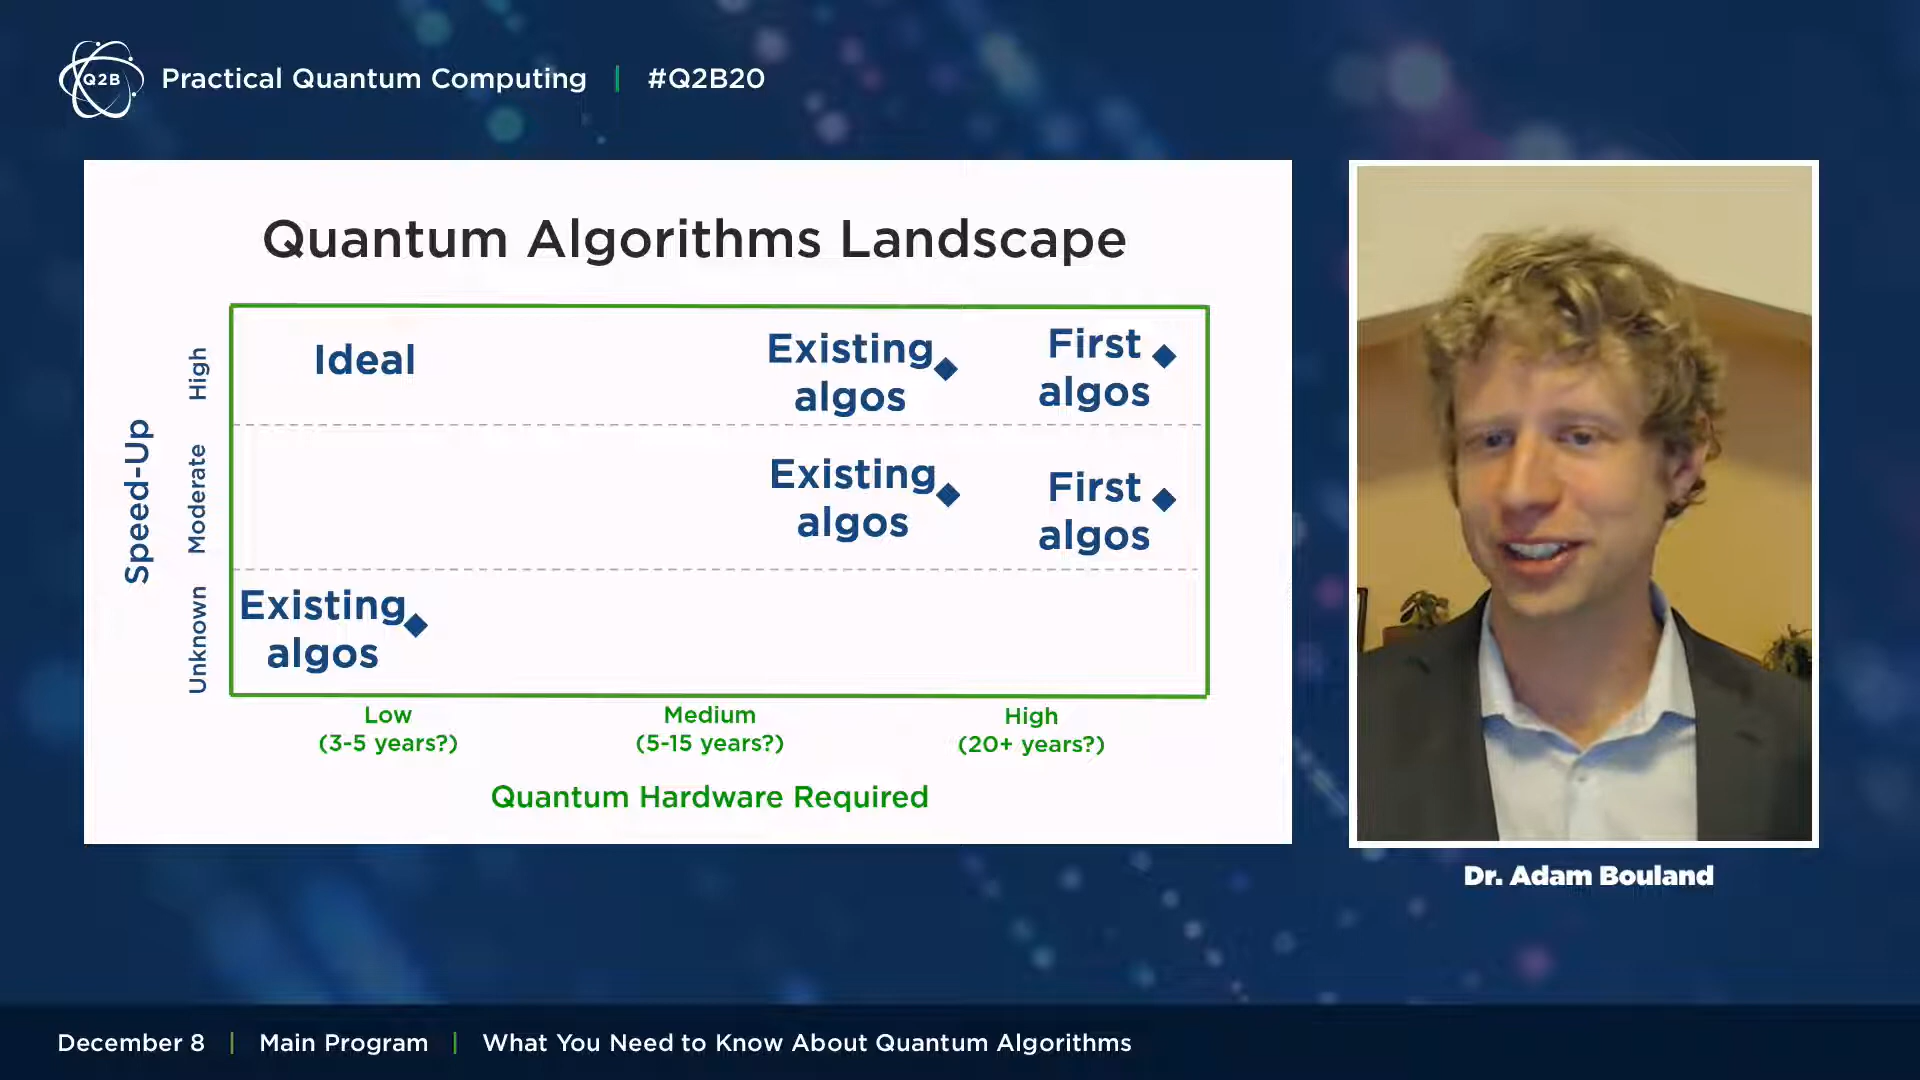 Q2B
Practical Quantum Computing | #Q2B20
Quantum Algorithms Landscape
Speed-Up
High
Moderate
Unknown
Ideal
Existing
algos
First
algos
Existing
algos
First
algos
Existing
algos
Low
(3-5 years?)
Medium
(5-15 years?)
High
(20+ years?)
Quantum Hardware Required
Dr. Adam Bouland
December 8 | Main Program | What You Need to Know About Quantum Algorithms